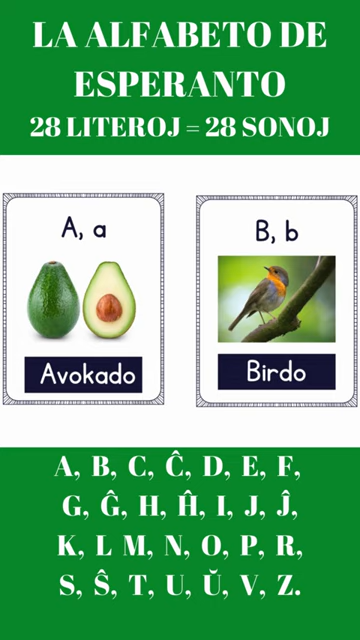 LA ALFABETO DE
ESPERANTO
28 LITEROJ = 28 SONOJ
A, a
Avokado
B, b
Birdo
A, B, C, Ĉ, D, E, F,
G, Ĝ, H, Ĥ, I, J, Ĵ,
K, L M, N, O, P, R,
S, Ŝ, T, U, Ŭ, V, Z.